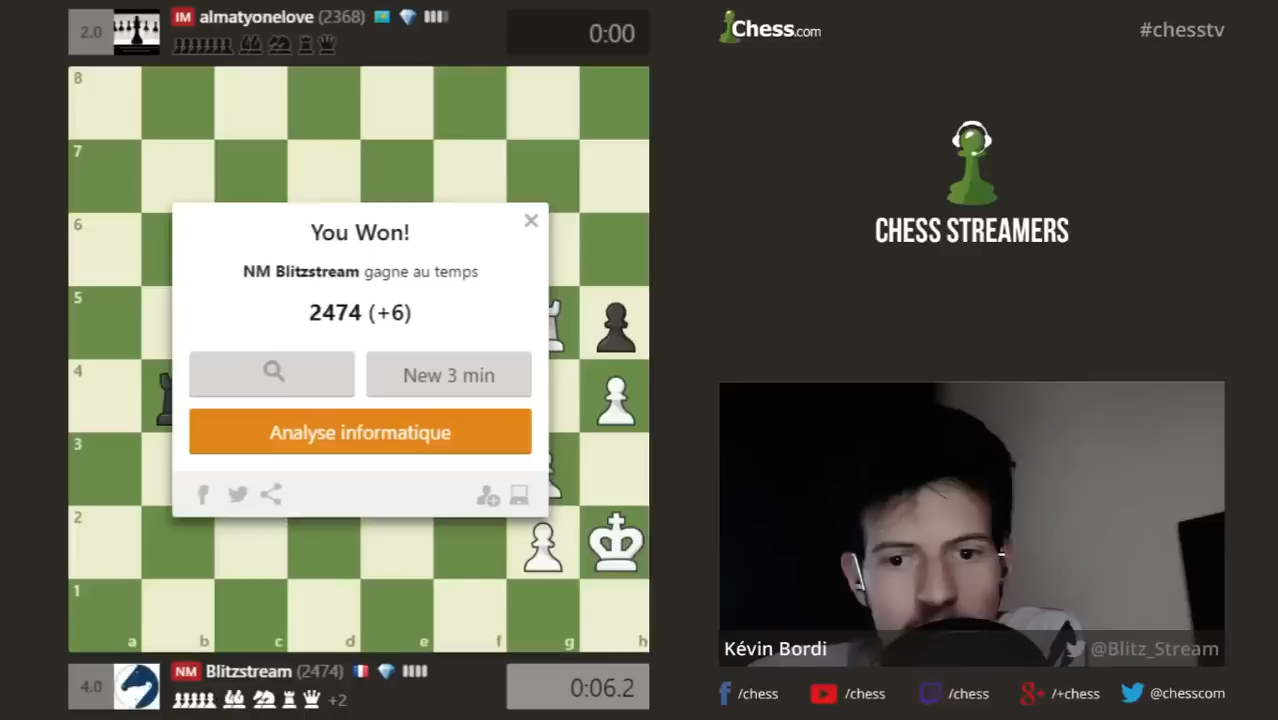 2.0
IM almatyonelove (2368)
0:00
Chess.com
#chesstv
8
7
6
5
4
3
2
1
a b c d e f g h
You Won!
NM Blitzstream gagne au temps
2474 (+6)
New 3 min
Analyse informatique
CHESS STREAMERS
4.0
NM Blitzstream (2474)
+2
0:06.2
Kévin Bordi
@Blitz_Stream
/chess
/chess
/chess
/+chess
@chesscom